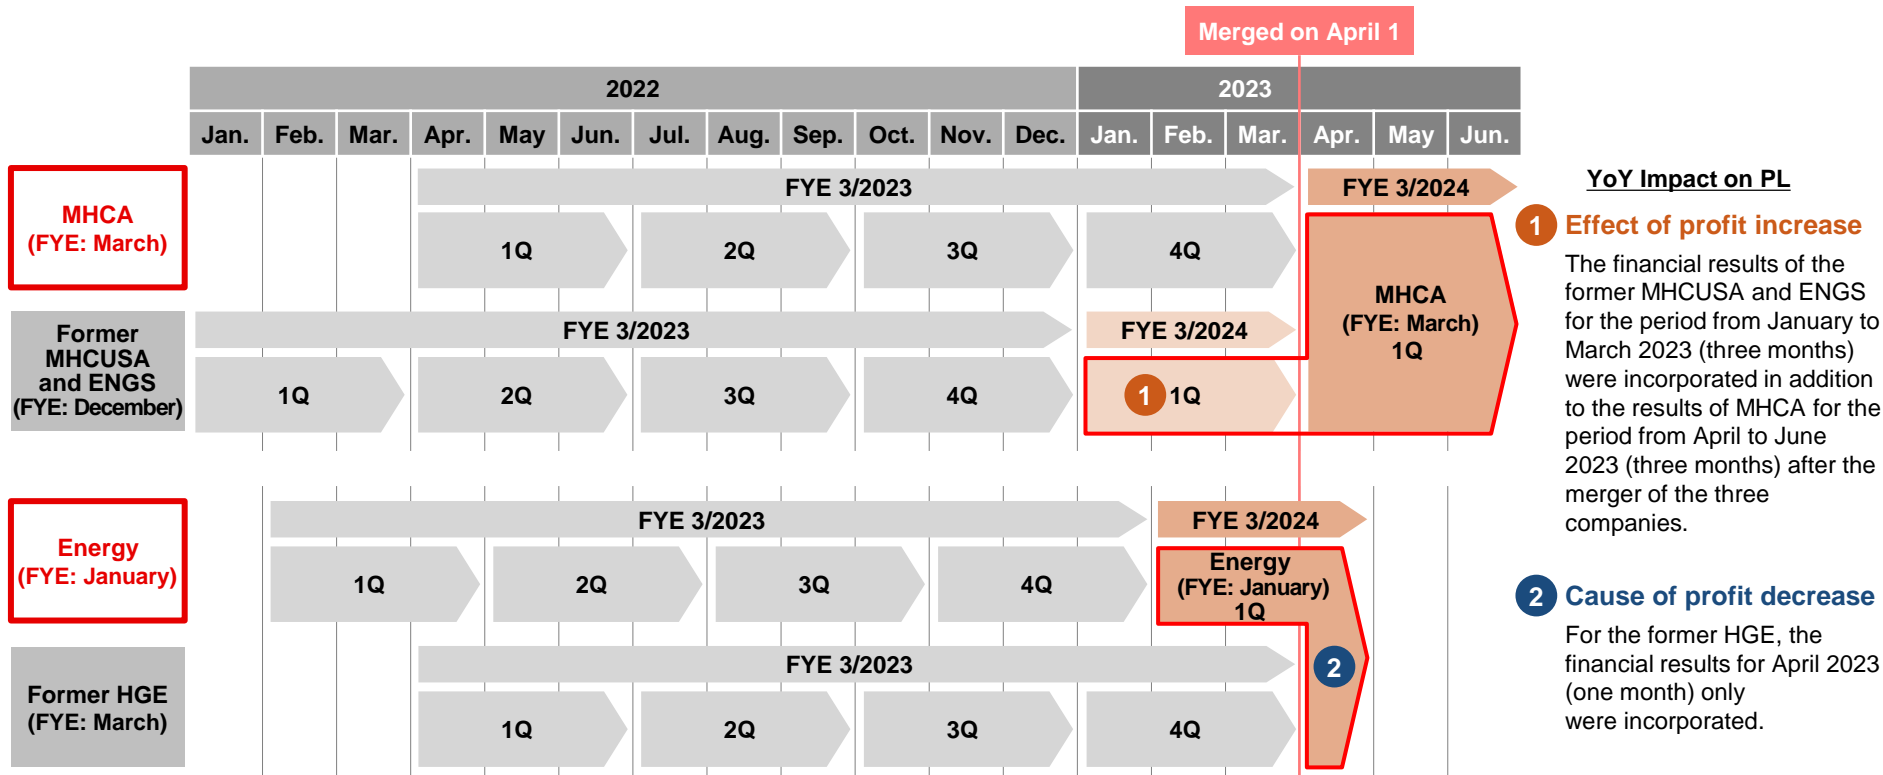 Merged on April 1
2022
2023
Jan.
Feb.
Mar.
Apr.
May
Jun.
Jul.
Aug.
Sep.
Oct.
Nov.
Dec.
Jan.
Feb.
Mar.
Apr.
May
Jun.
MHCA
(FYE: March)
FYE 3/2023
FYE 3/2024
1Q
2Q
3Q
4Q
MHCA
(FYE: March)
1Q
Former
MHCUSA
and ENGS
(FYE: December)
FYE 3/2023
FYE 3/2024
1Q
2Q
3Q
4Q
1 1Q
Energy
(FYE: January)
FYE 3/2023
FYE 3/2024
1Q
2Q
3Q
4Q
Energy
(FYE: January)
1Q
Former HGE
(FYE: March)
FYE 3/2023
2
1Q
2Q
3Q
4Q
YoY Impact on PL
1 Effect of profit increase
The financial results of the
former MHCUSA and ENGS
for the period from January to
March 2023 (three months)
were incorporated in addition
to the results of MHCA for the
period from April to June
2023 (three months) after the
merger of the three
companies.
2 Cause of profit decrease
For the former HGE, the
financial results for April 2023
(one month) only
were incorporated.